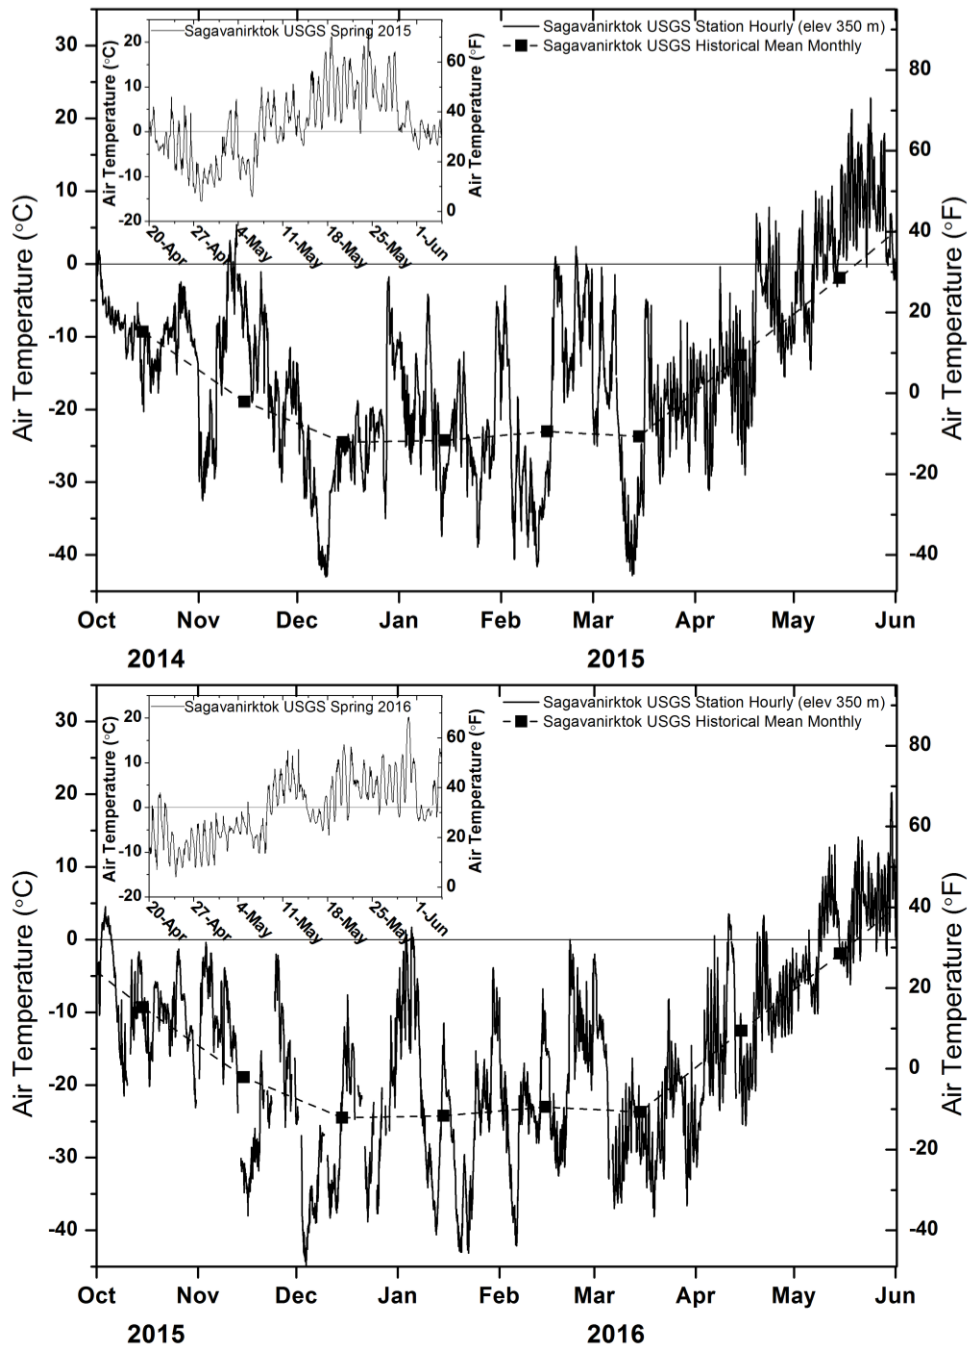 Sagavanirktok USGS Station Hourly (elev 350 m)
Sagavanirktok USGS Historical Mean Monthly
Sagavanirktok USGS Spring 2015
Air Temperature (°C)
20
10
0
-10
-20
Air Temperature (°F)
60
40
20
0
20-Apr
27-Apr
4-May
11-May
18-May
25-May
1-Jun
Air Temperature (°C)
30
20
10
0
-10
-20
-30
-40
Air Temperature (°F)
80
60
40
20
0
-20
-40
Oct Nov Dec Jan Feb Mar Apr May Jun
2014 2015
Sagavanirktok USGS Station Hourly (elev 350 m)
Sagavanirktok USGS Historical Mean Monthly
Sagavanirktok USGS Spring 2016
Air Temperature (°C)
20
10
0
-10
-20
Air Temperature (°F)
60
40
20
0
20-Apr
27-Apr
4-May
11-May
18-May
25-May
1-Jun
Air Temperature (°C)
30
20
10
0
-10
-20
-30
-40
Air Temperature (°F)
80
60
40
20
0
-20
-40
Oct Nov Dec Jan Feb Mar Apr May Jun
2015 2016